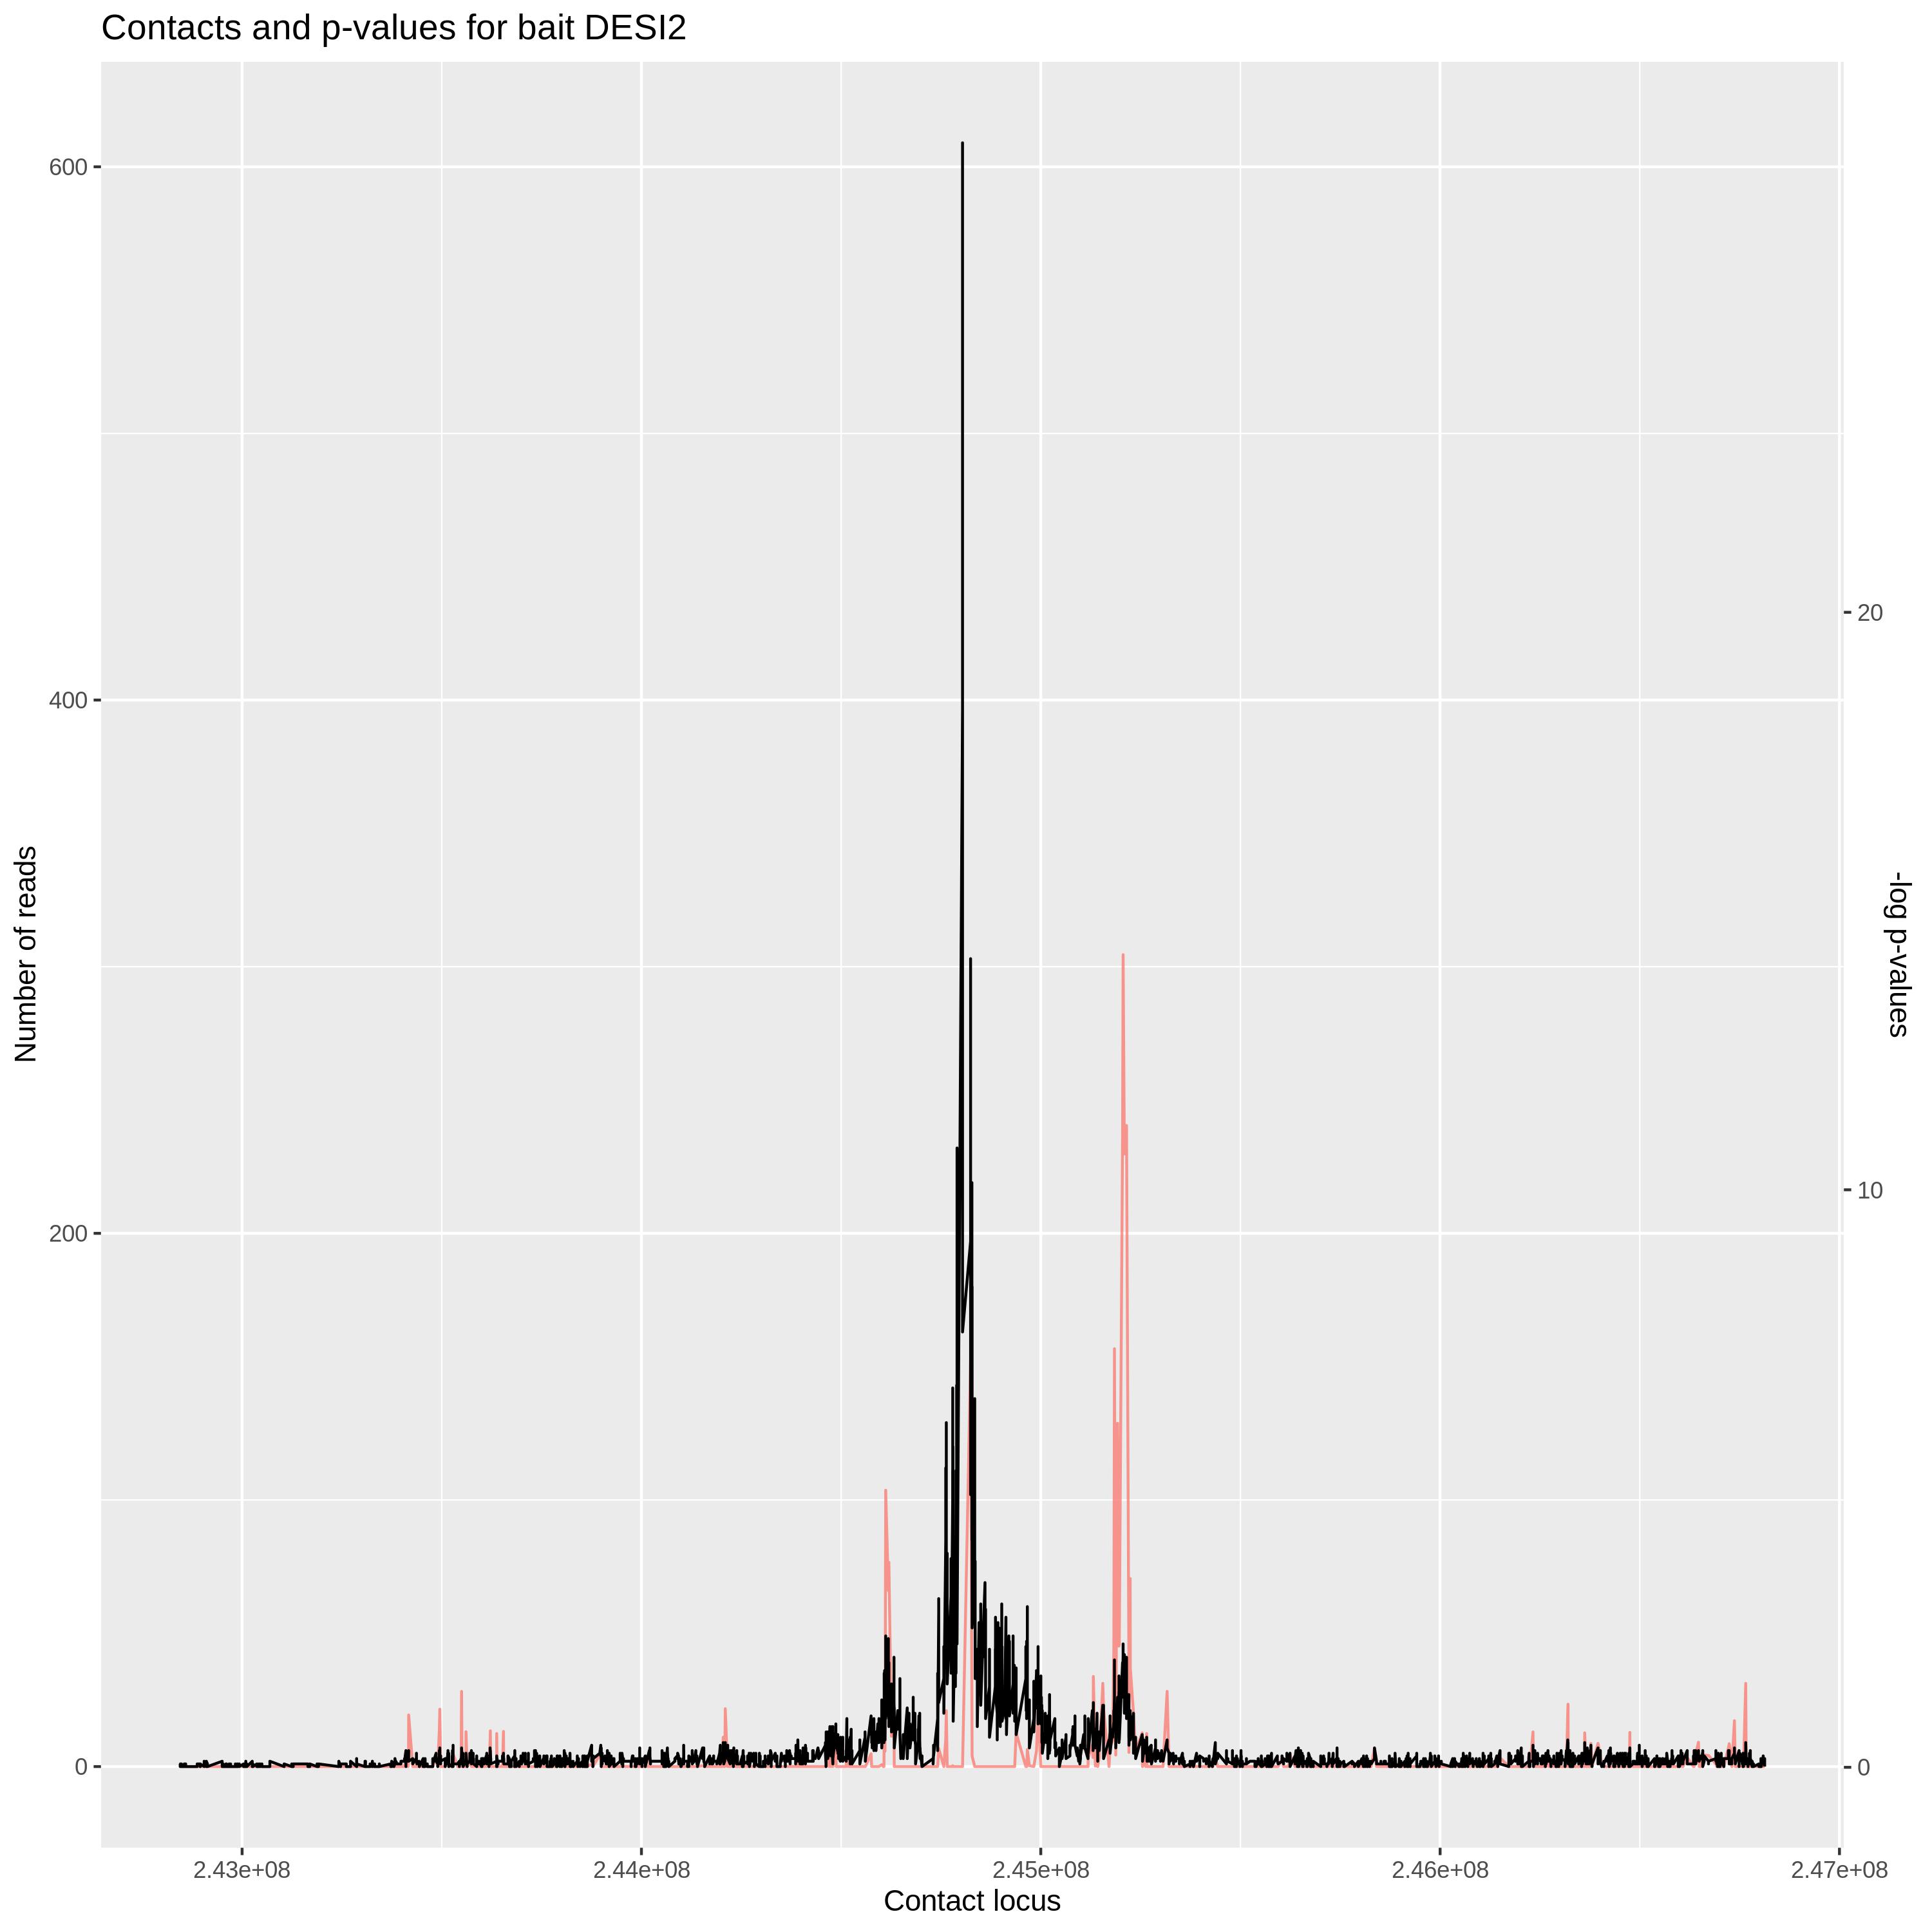 Contacts and p-values for bait DESI2
600
400
200
0
Number of reads
20
10
0
-log p-values
2.43e+08
2.44e+08
2.45e+08
2.46e+08
2.47e+08
Contact locus